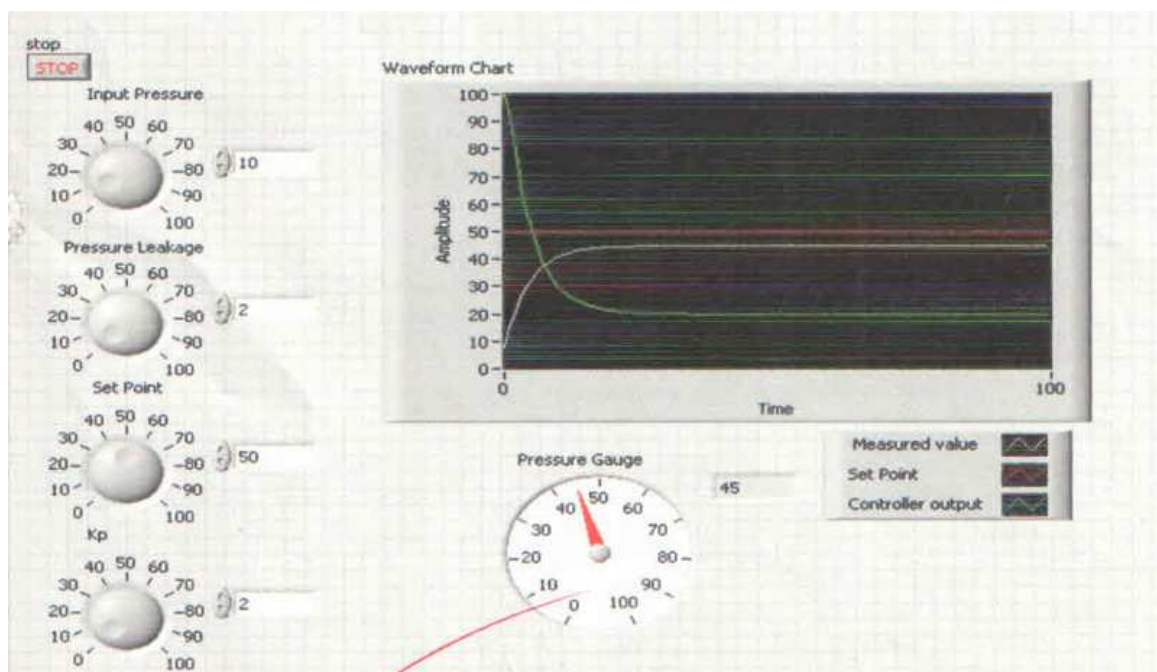 stop
STOP
Input Pressure
0 10 20 30 40 50 60 70 80 90 100
10
Pressure Leakage
0 10 20 30 40 50 60 70 80 90 100
2
Set Point
0 10 20 30 40 50 60 70 80 90 100
50
Kp
0 10 20 30 40 50 60 70 80 90 100
2
Waveform Chart
100
90
80
70
60
50
40
30
20
10
0
Amplitude
0 100
Time
Measured value
Set Point
Controller output
Pressure Gauge
0 10 20 30 40 50 60 70 80 90 100
45